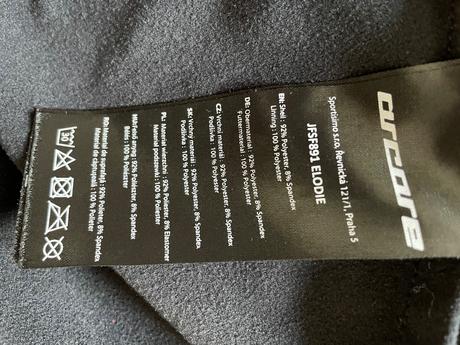 arcore
Sportisimo s.r.o., Řevnická 121/1, Praha 5
JFSF891 ELODIE
EN: Shell : 92% Polyester, 8% Spandex
Linning : 100 % Polyester
DE: Obermaterial : 92% Polyester, 8% Spandex
Futtermaterial : 100 % Polyester
CZ: Vrchní materiál : 92% Polyester, 8% Spandex
Podšívka : 100 % Polyester
SK: Vrchný materiál : 92% Polyester, 8% Spandex
Podšívka : 100 % Polyester
PL: Materiał wierzchni : 92% Poliester, 8% Elastomer
Materiał podszewki : 100 % Poliester
HU: Felső anyag : 92% Poliészter, 8% Spandex
Bélés : 100 % Poliészter
RO: Material de suprafaţă : 92% Poliester, 8% Spandex
Material de captuseală : 100 % Poliester
30